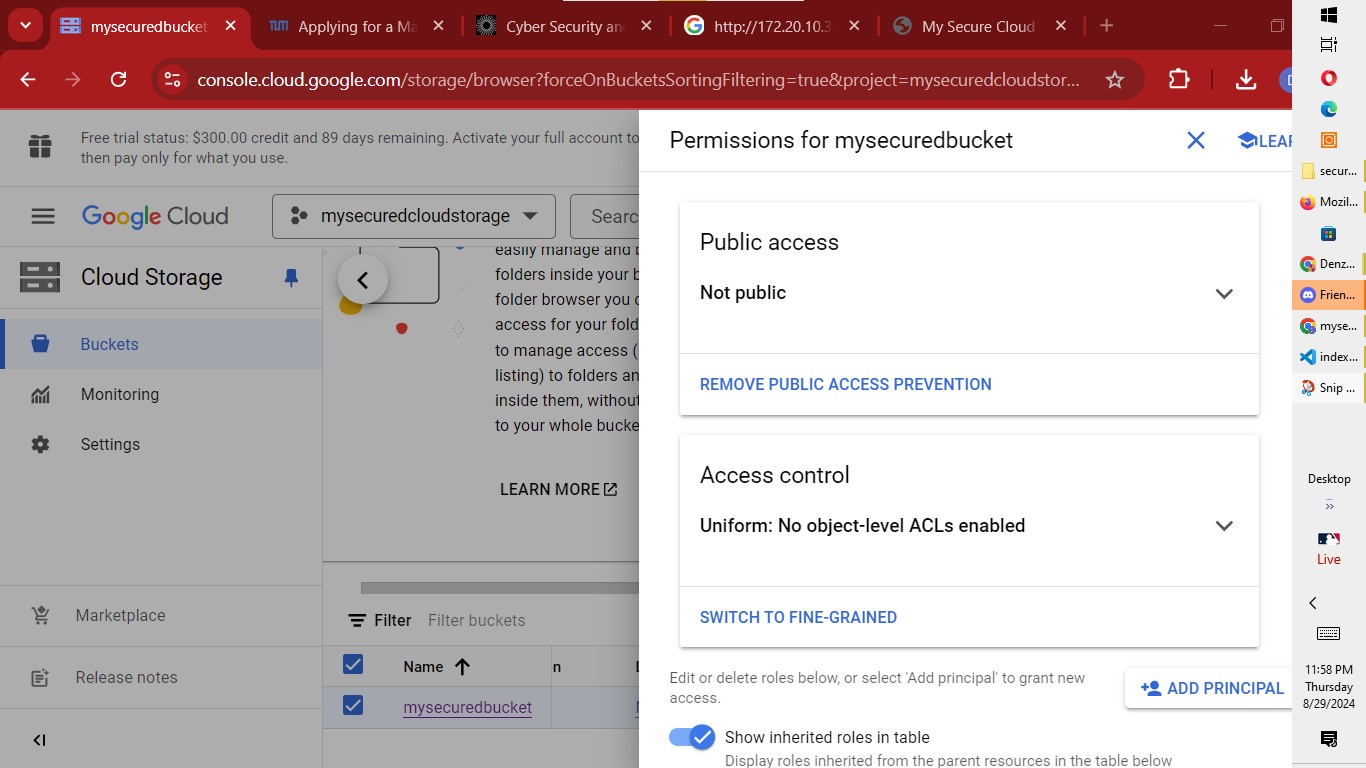 mysecuredbucket
Applying for a Ma
Cyber Security an
http://172.20.10.3
My Secure Cloud
console.cloud.google.com/storage/browser?forceOnBucketsSortingFiltering=true&project=mysecuredcloudstor...
Free trial status: $300.00 credit and 89 days remaining. Activate your full account to
then pay only for what you use.
Google Cloud
mysecuredcloudstorage
Searc
Cloud Storage
Buckets
Monitoring
Settings
Marketplace
Release notes
easily manage and b
folders inside your b
folder browser you c
access for your fold
to manage access (
listing) to folders an
inside them, without
to your whole bucke
LEARN MORE
Filter
Filter buckets
Name
n
mysecuredbucket
Permissions for mysecuredbucket
LEAR
Public access
Not public
REMOVE PUBLIC ACCESS PREVENTION
Access control
Uniform: No object-level ACLs enabled
SWITCH TO FINE-GRAINED
Edit or delete roles below, or select 'Add principal' to grant new
access.
ADD PRINCIPAL
Show inherited roles in table
Display roles inherited from the parent resources in the table below
secur...
Mozil...
Denz...
Frien...
myse...
index...
Snip ...
Desktop
Live
11:58 PM
Thursday
8/29/2024